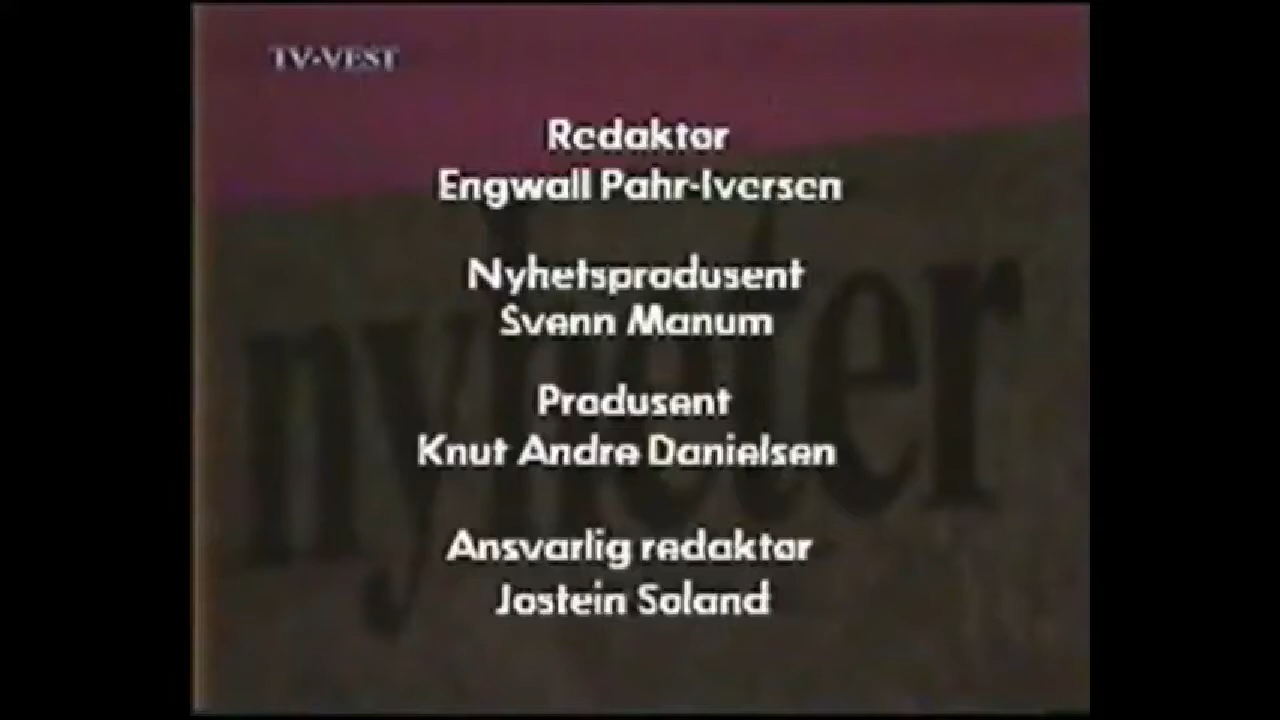 TV-VEST
Redaktør
Engwall Pahr-Iversen
Nyhetsprodusent
Svenn Manum
Produsent
Knut Andre Danielsen
Ansvarlig redaktør
Jostein Soland
nyheter